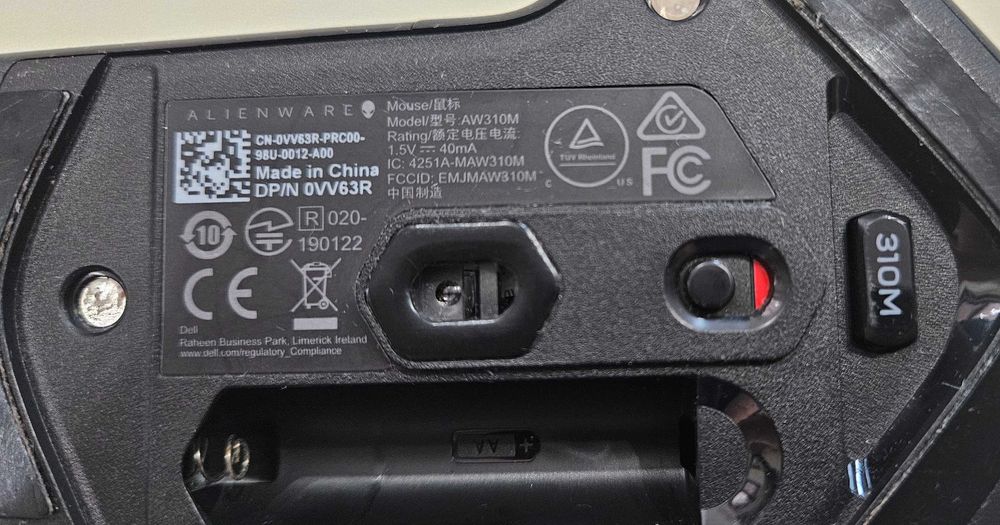 ALIENWARE
CN-0VV63R-PRC00-
98U-0012-A00
Made in China
DP/N 0VV63R
Mouse/鼠标
Model/型号: AW310M
Rating/额定电压电流:
1.5V ⎓ 40mA
IC: 4251A-MAW310M
FCCID: EMJMAW310M
中国制造
TÜV Rheinland
C US
FC
10
R 020-
190122
CE
Dell
Raheen Business Park, Limerick Ireland
www.dell.com/regulatory_Compliance
310M
AA +